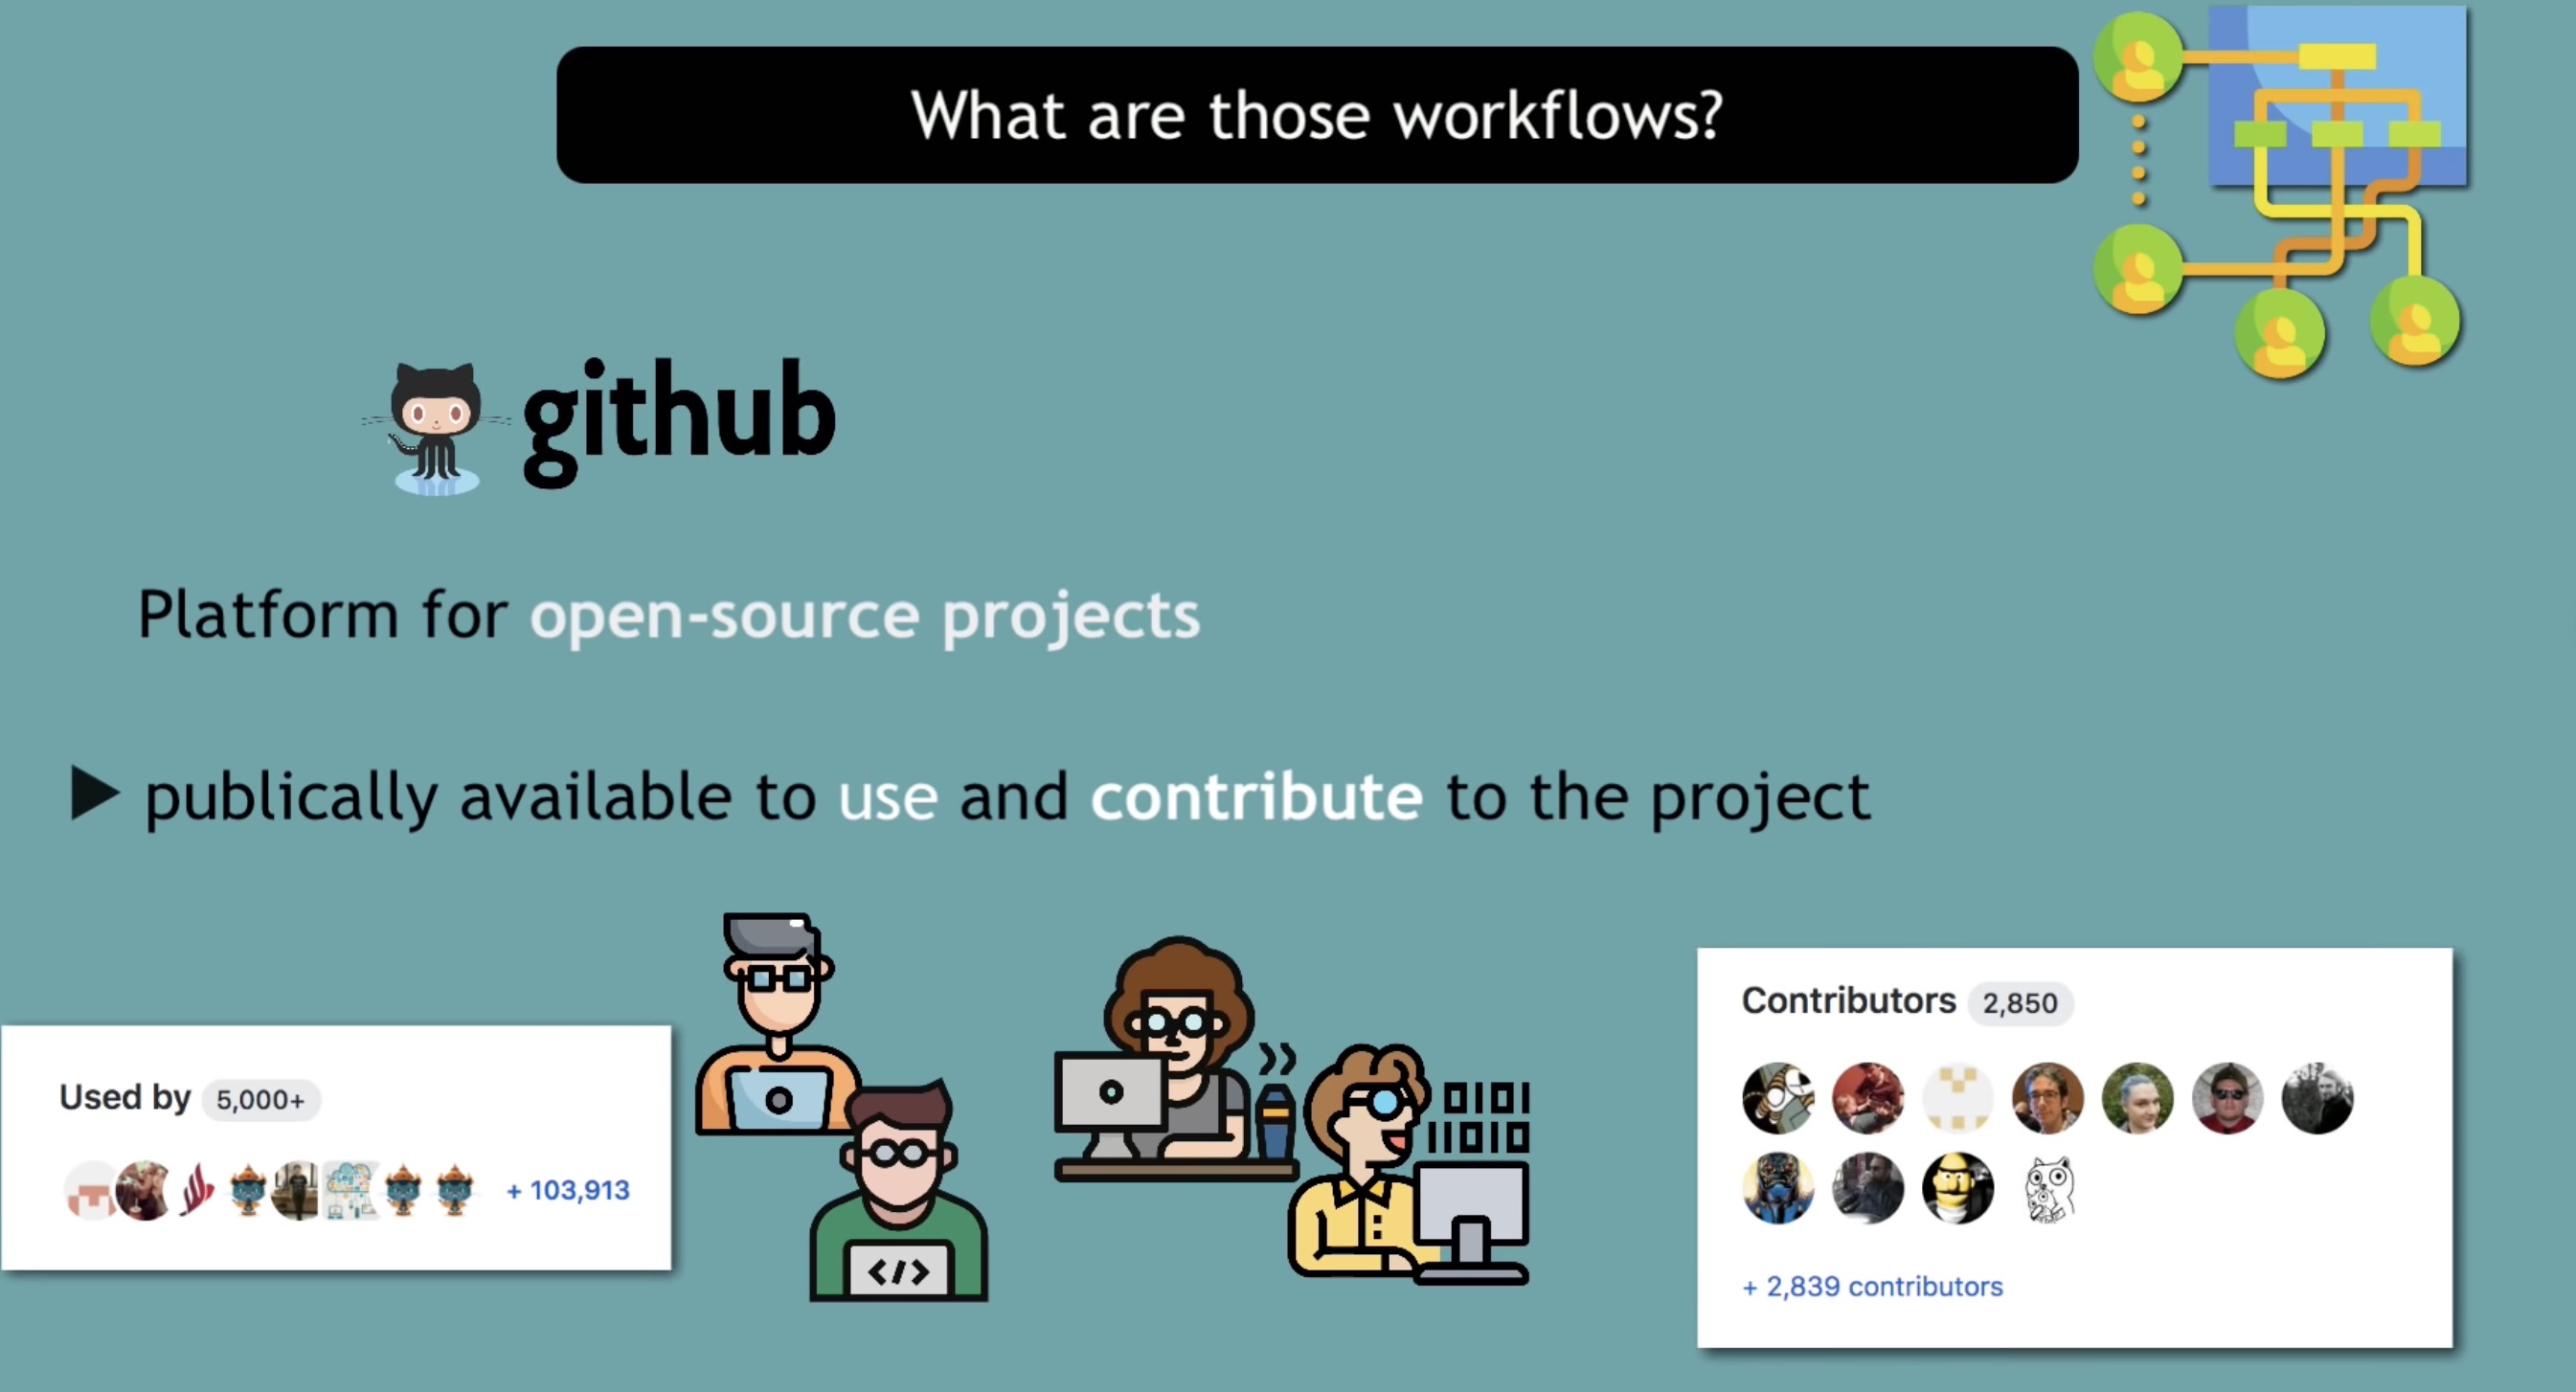 What are those workflows?
github
Platform for open-source projects
publically available to use and contribute to the project
Used by 5,000+
+ 103,913
</>
0101
11010
Contributors 2,850
+ 2,839 contributors